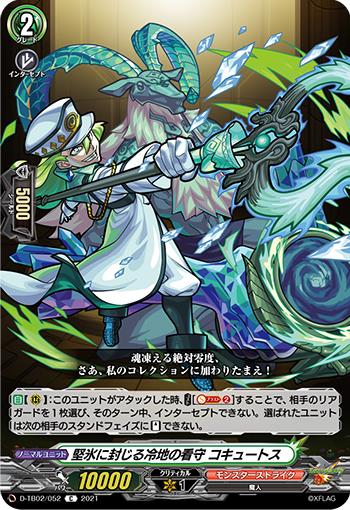 2
グレード
インターセプト
5000
シールド
魂凍える絶対零度、
さあ、私のコレクションに加わりたまえ!
自【R】:このユニットがアタックした時、【コスト】【CB2】することで、相手のリア
ガードを1枚選び、そのターン中、インターセプトできない。選ばれたユニット
は次の相手のスタンドフェイズにスタンドできない。
ノーマルユニット
堅氷に封じる冷地の看守 コキュートス
パワー 10000
クリティカル
1
モンスターストライク
魔人
D-TB02/052 C 2021
©XFLAG